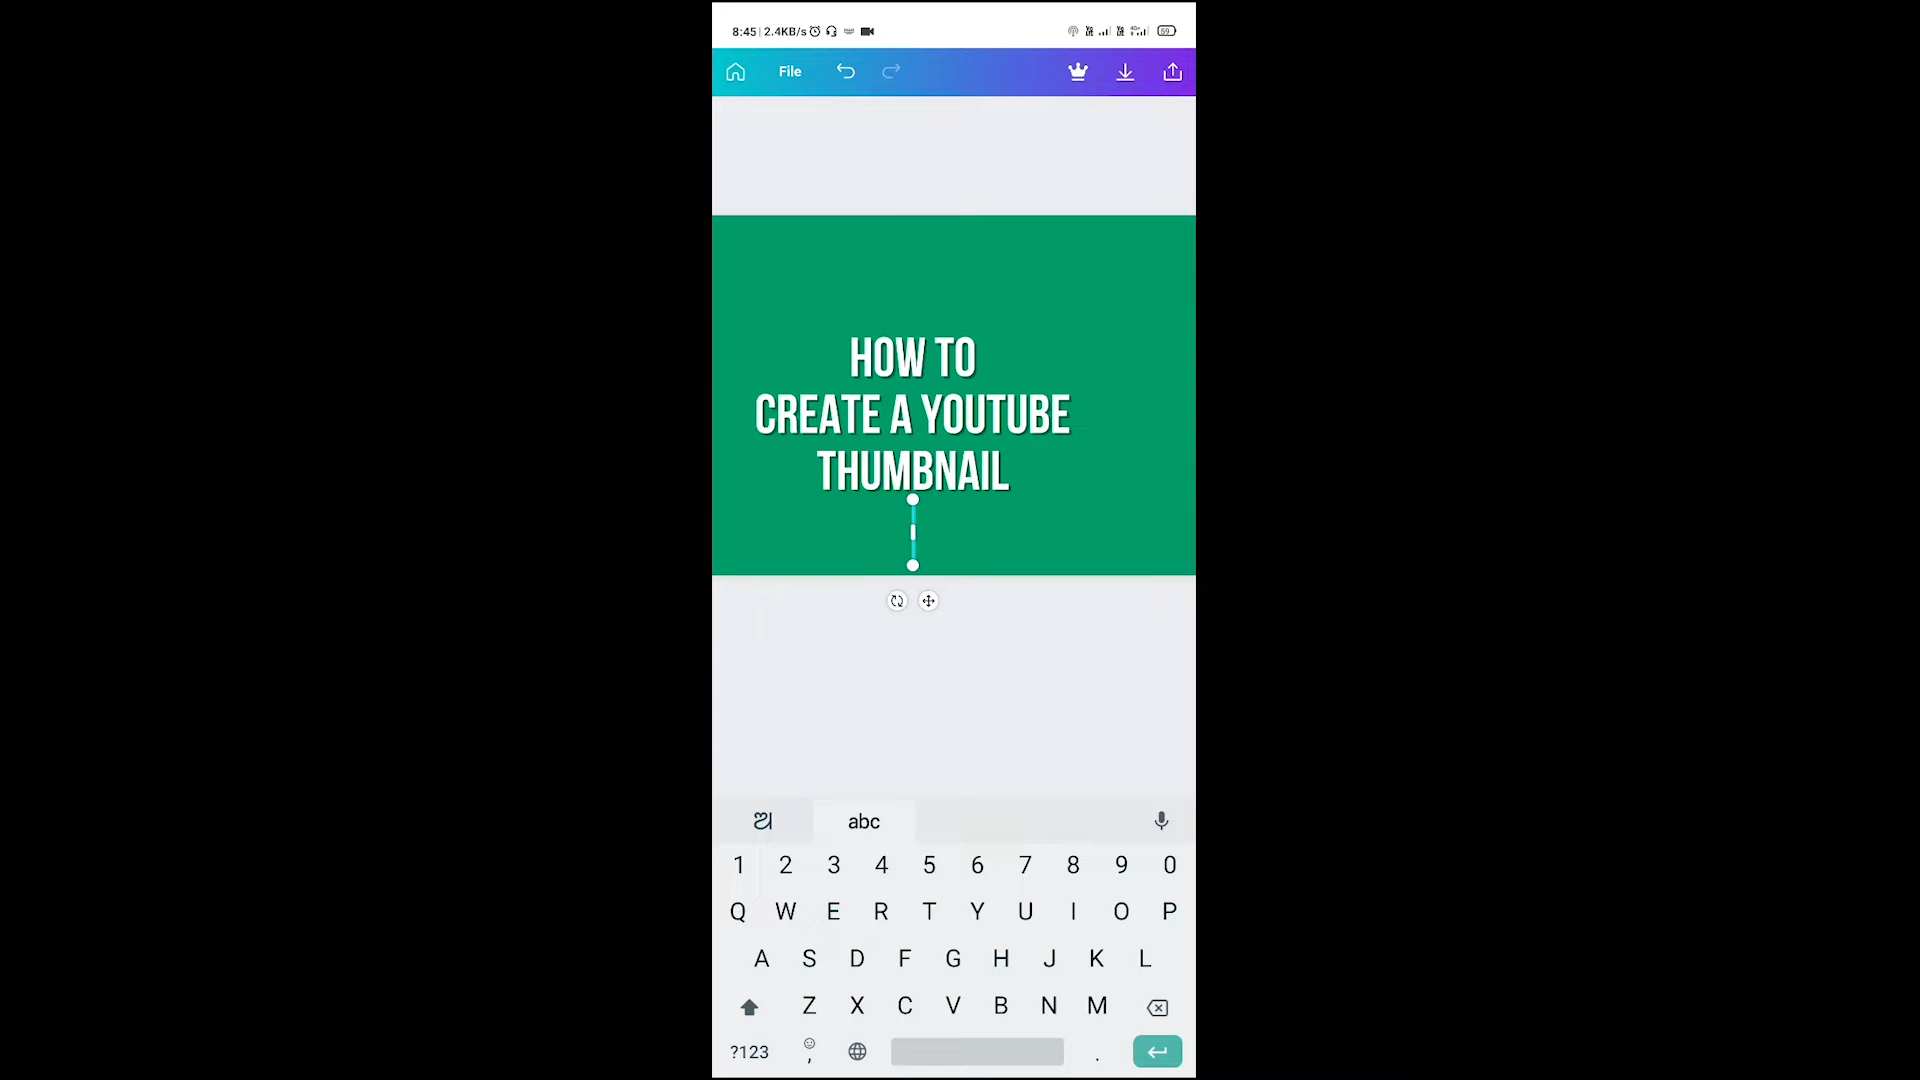 8:45 | 2.4KB/s
59
File
HOW TO
CREATE A YOUTUBE
THUMBNAIL
ଅ abc
1 2 3 4 5 6 7 8 9 0
Q W E R T Y U I O P
A S D F G H J K L
Z X C V B N M
?123 , .